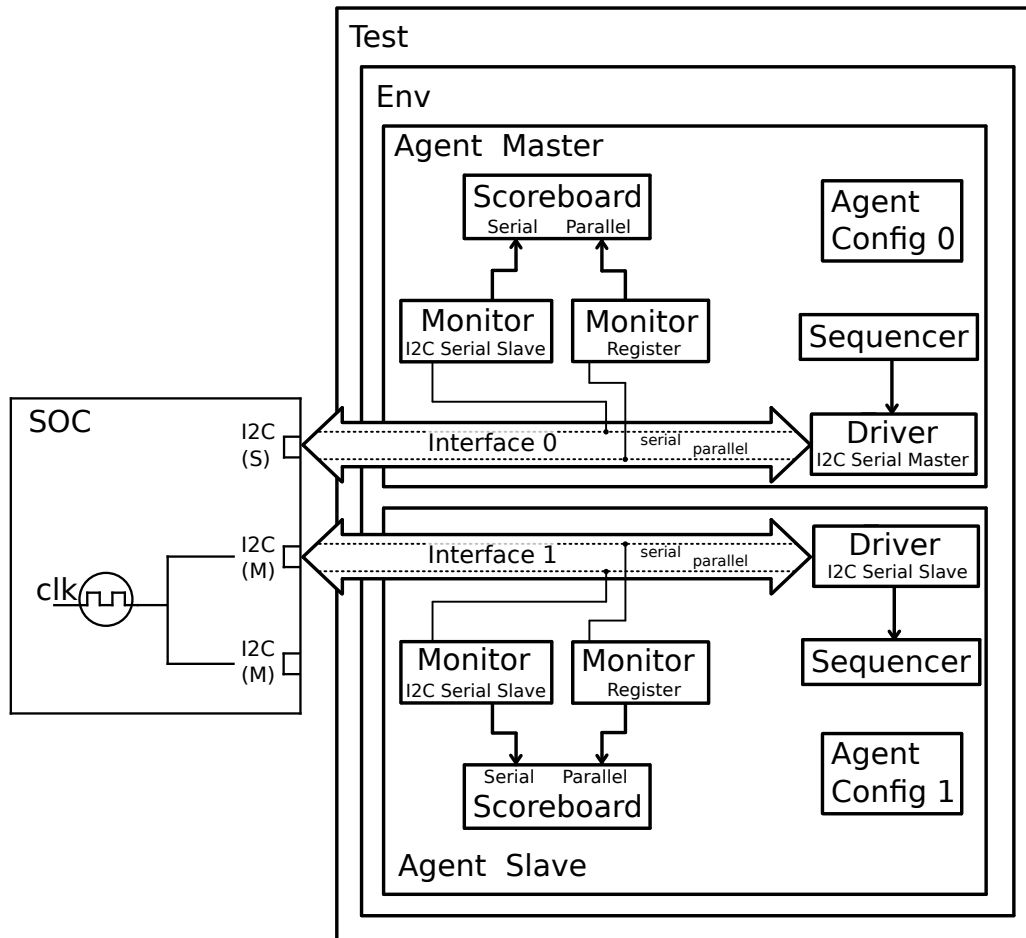 Test
Env
Agent Master
Scoreboard
Serial Parallel
Agent
Config 0
Monitor
I2C Serial Slave
Monitor
Register
Sequencer
SOC
I2C
(S)
Interface 0
serial
parallel
Driver
I2C Serial Master
I2C
(M)
Interface 1
serial
parallel
Driver
I2C Serial Slave
clk
I2C
(M)
Monitor
I2C Serial Slave
Monitor
Register
Sequencer
Serial Parallel
Scoreboard
Agent
Config 1
Agent Slave